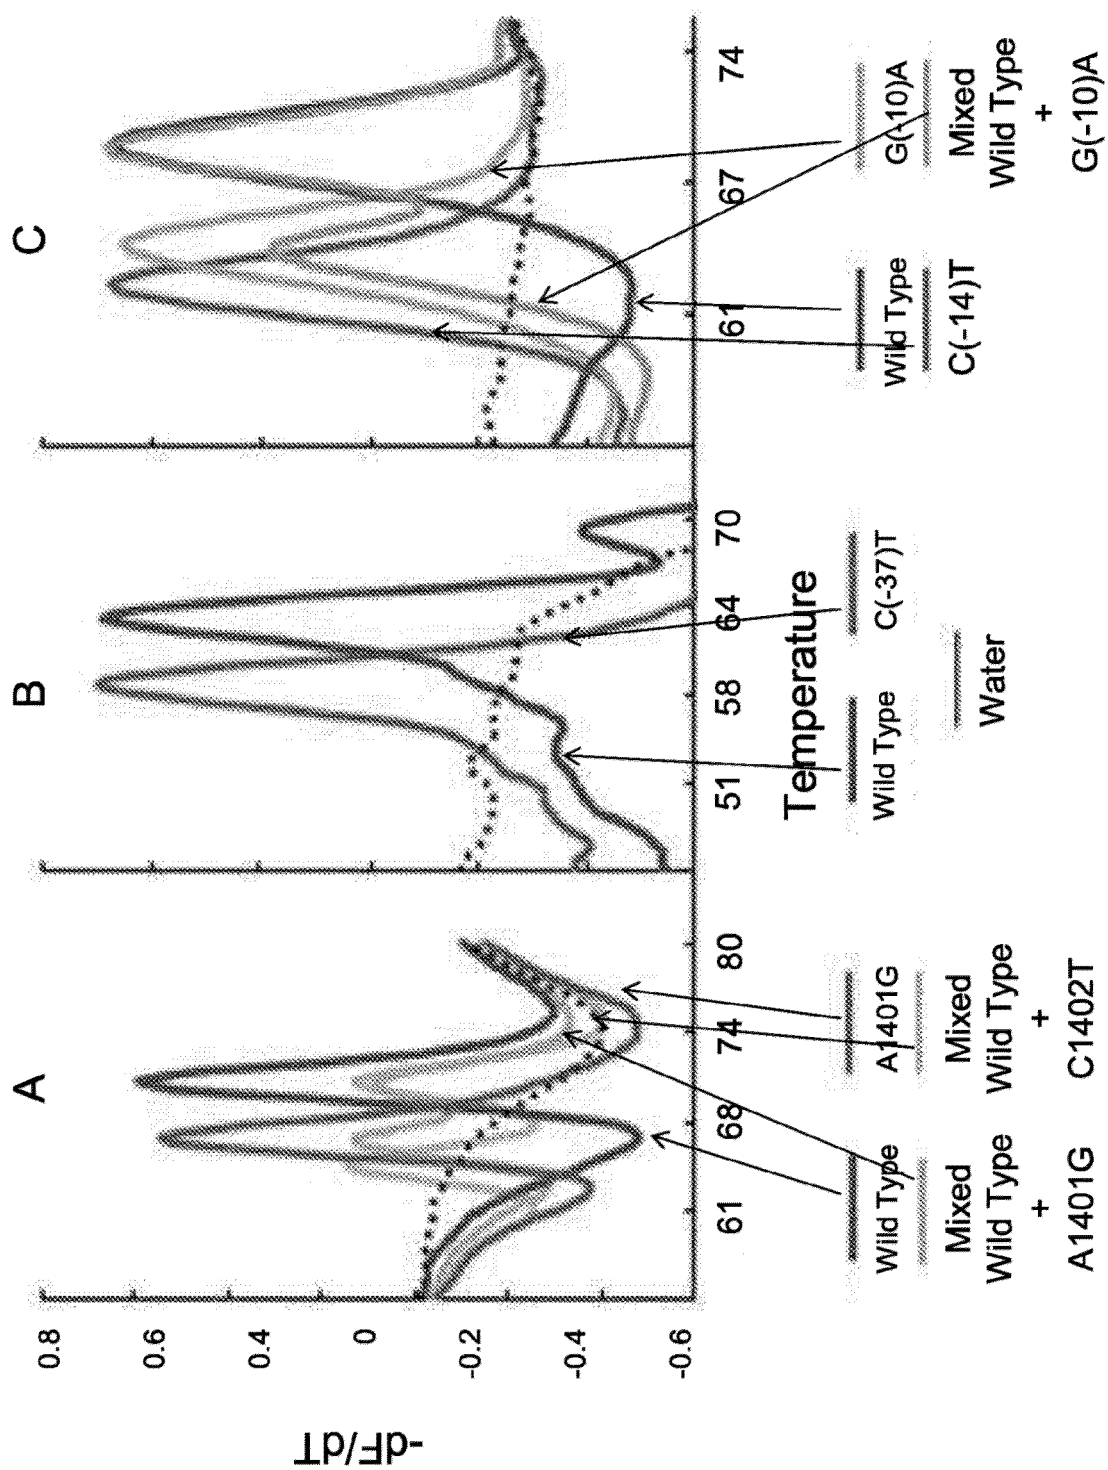 A
B
C
-dF/dT
0.8
0.6
0.4
0
-0.2
-0.4
-0.6
61
68
74
80
51
58
64
70
61
67
74
Temperature
Wild Type
A1401G
Mixed
Wild Type
+
A1401G
Mixed
Wild Type
+
C1402T
Wild Type
C(-37)T
Water
Wild Type
C(-14)T
G(-10)A
Mixed
Wild Type
+
G(-10)A